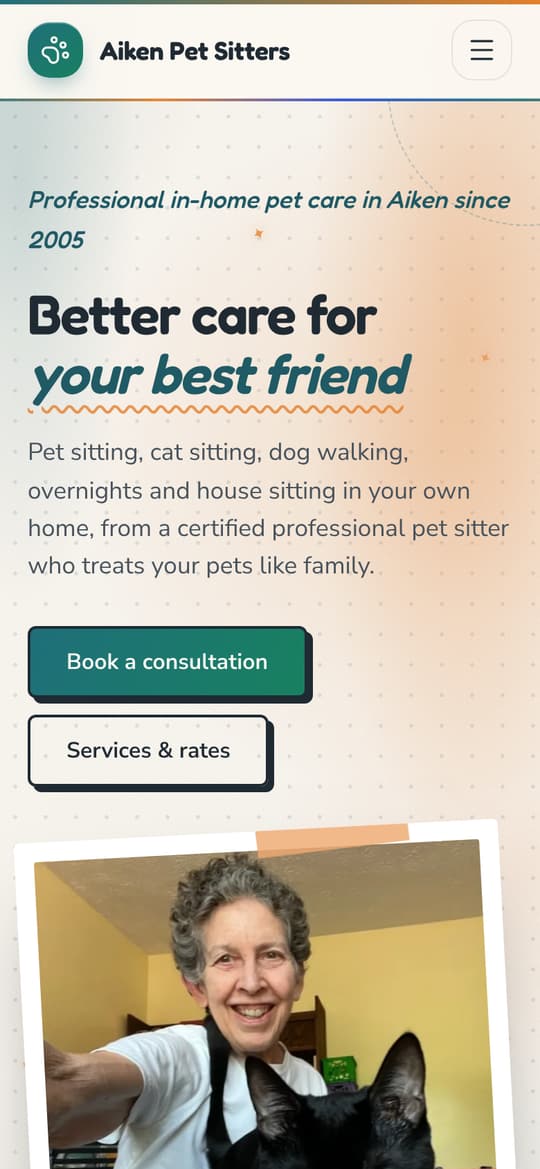 Aiken Pet Sitters
Professional in-home pet care in Aiken since
2005
Better care for
your best friend
Pet sitting, cat sitting, dog walking,
overnights and house sitting in your own
home, from a certified professional pet sitter
who treats your pets like family.
Book a consultation
Services & rates